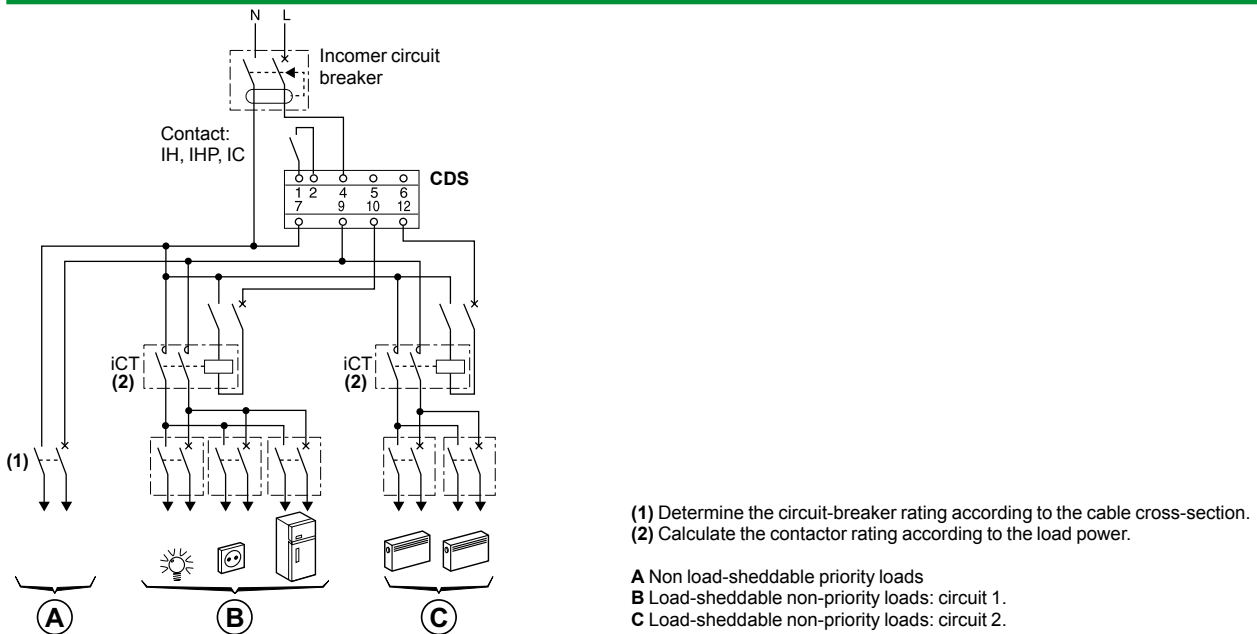 N L
Incomer circuit
breaker
Contact:
IH, IHP, IC
CDS
1 2 4 5 6
7 9 10 12
iCT
(2)
iCT
(2)
(1)
A
B
C
(1) Determine the circuit-breaker rating according to the cable cross-section.
(2) Calculate the contactor rating according to the load power.
A Non load-sheddable priority loads
B Load-sheddable non-priority loads: circuit 1.
C Load-sheddable non-priority loads: circuit 2.